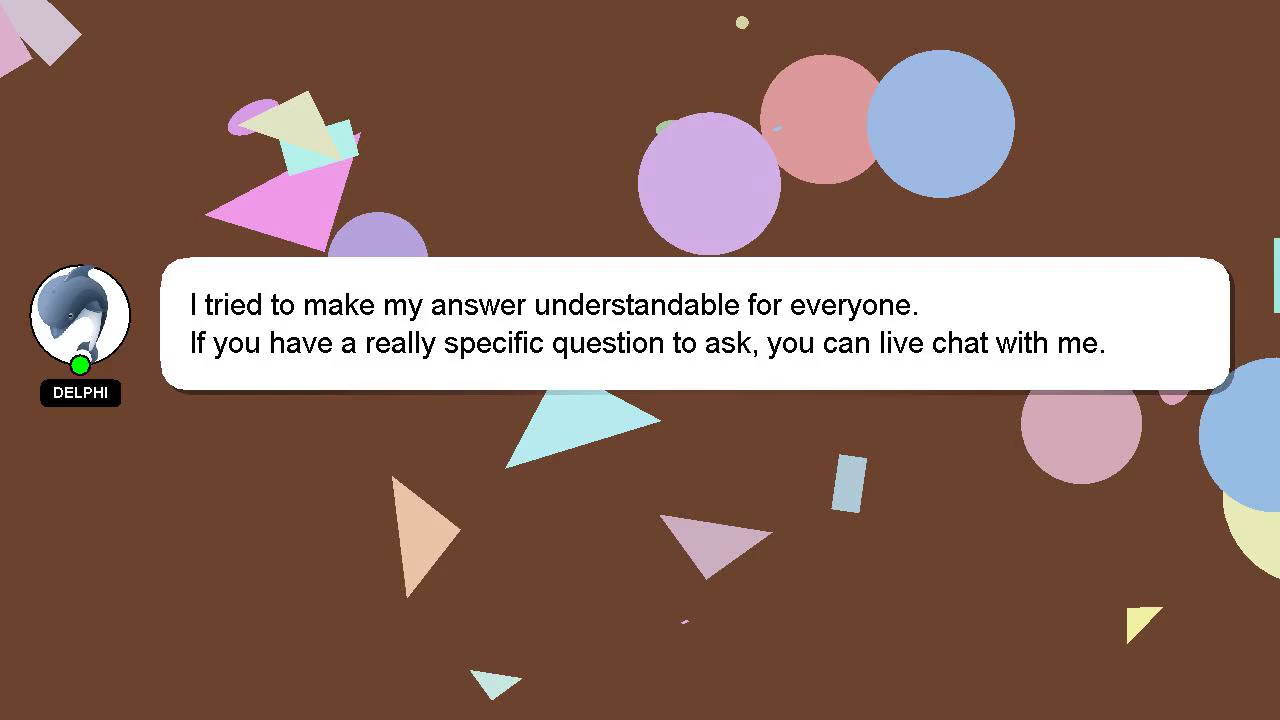 I tried to make my answer understandable for everyone.
If you have a really specific question to ask, you can live chat with me.
DELPHI